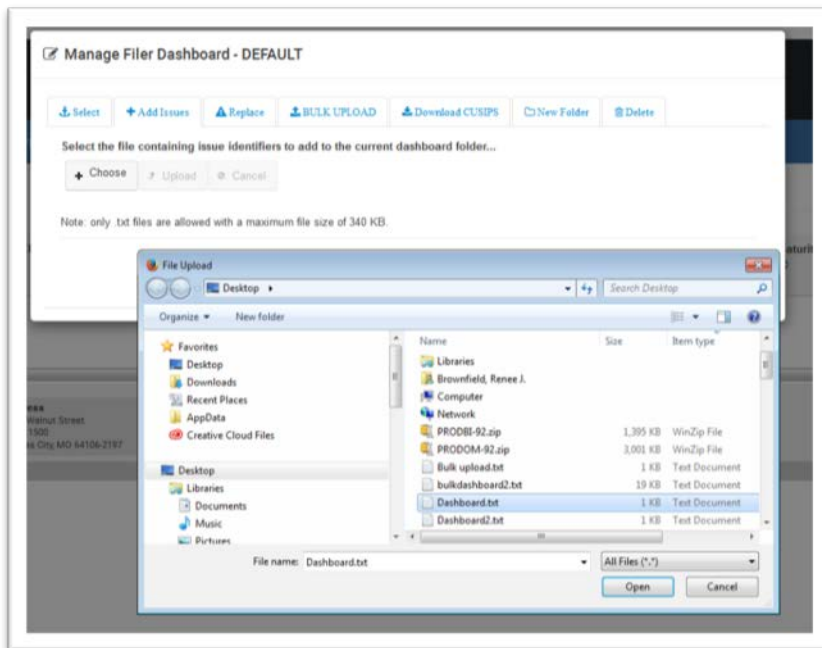 Manage Filer Dashboard - DEFAULT
Select Add Issues Replace BULK UPLOAD Download CUSIPS New Folder Delete
Select the file containing issue identifiers to add to the current dashboard folder...
Choose Upload Cancel
Note: only .txt files are allowed with a maximum file size of 340 KB.
File Upload
Desktop
Search Desktop
Organize New folder
Favorites
Desktop
Downloads
Recent Places
AppData
Creative Cloud Files
Desktop
Libraries
Documents
Music
Pictures
Name Size Item type
Libraries
Brownfield, Renee J.
Computer
Network
PRODBI-92.zip 1,395 KB WinZip File
PRODOM-92.zip 3,001 KB WinZip File
Bulk upload.txt 1 KB Text Document
bulkdashboard2.txt 19 KB Text Document
Dashboard.txt 1 KB Text Document
Dashboard2.txt 1 KB Text Document
File name: Dashboard.txt All Files (*.*)
Open Cancel
Walnut Street
1500
City, MO 64106-2197